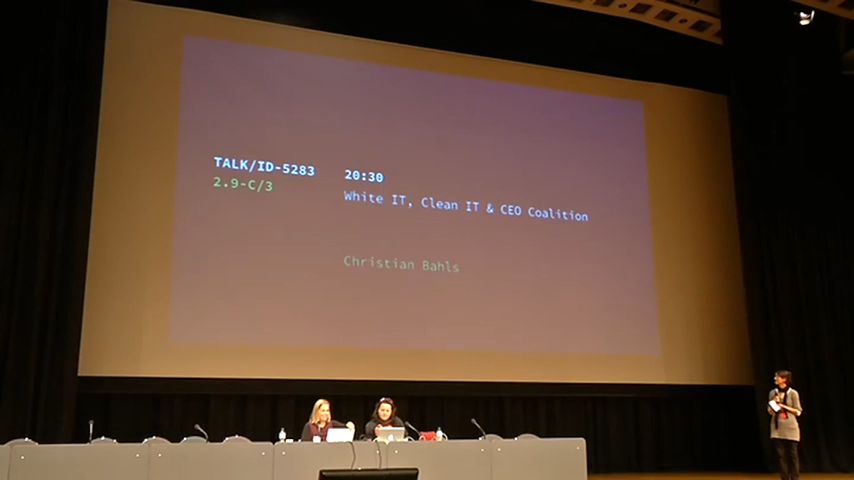 TALK/ID-5283 20:30
2.9-C/3 White IT, Clean IT & CEO Coalition
Christian Bahls